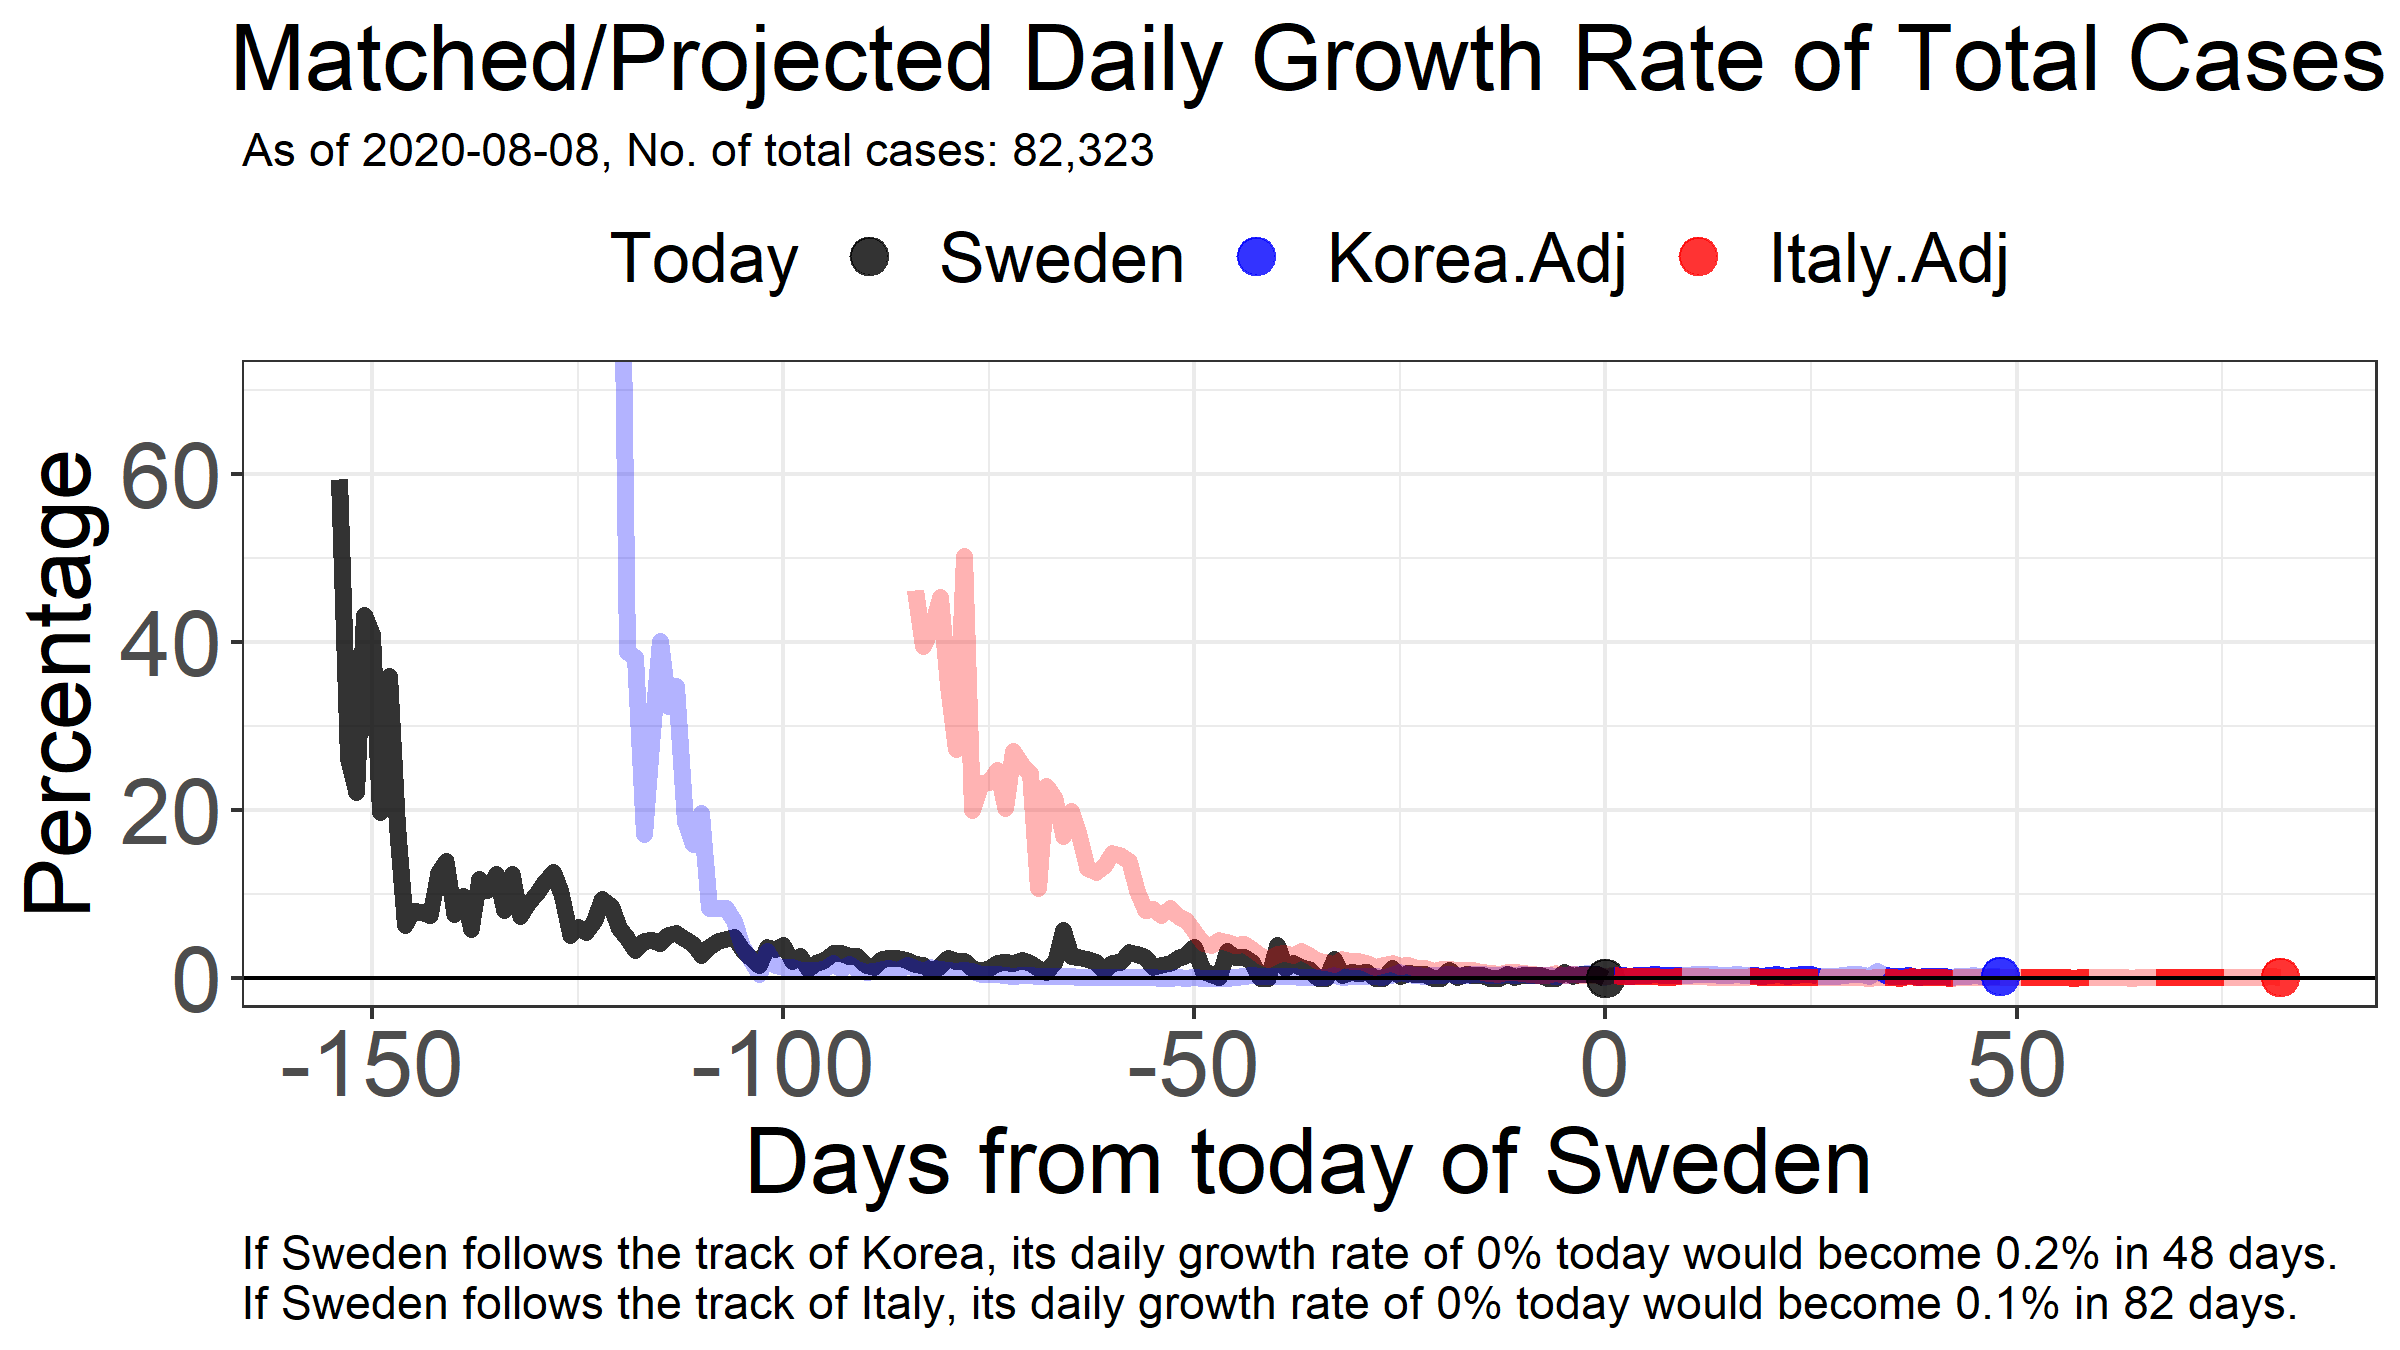 Matched/Projected Daily Growth Rate of Total Cases
As of 2020-08-08, No. of total cases: 82,323
Today Sweden Korea.Adj Italy.Adj
Percentage
60
40
20
0
-150 -100 -50 0 50
Days from today of Sweden
If Sweden follows the track of Korea, its daily growth rate of 0% today would become 0.2% in 48 days.
If Sweden follows the track of Italy, its daily growth rate of 0% today would become 0.1% in 82 days.